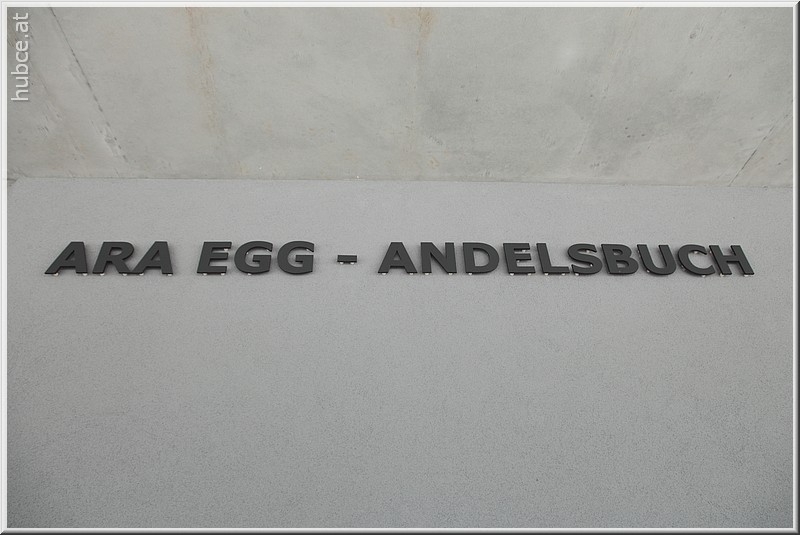 hubce.at
ARA EGG - ANDELSBUCH